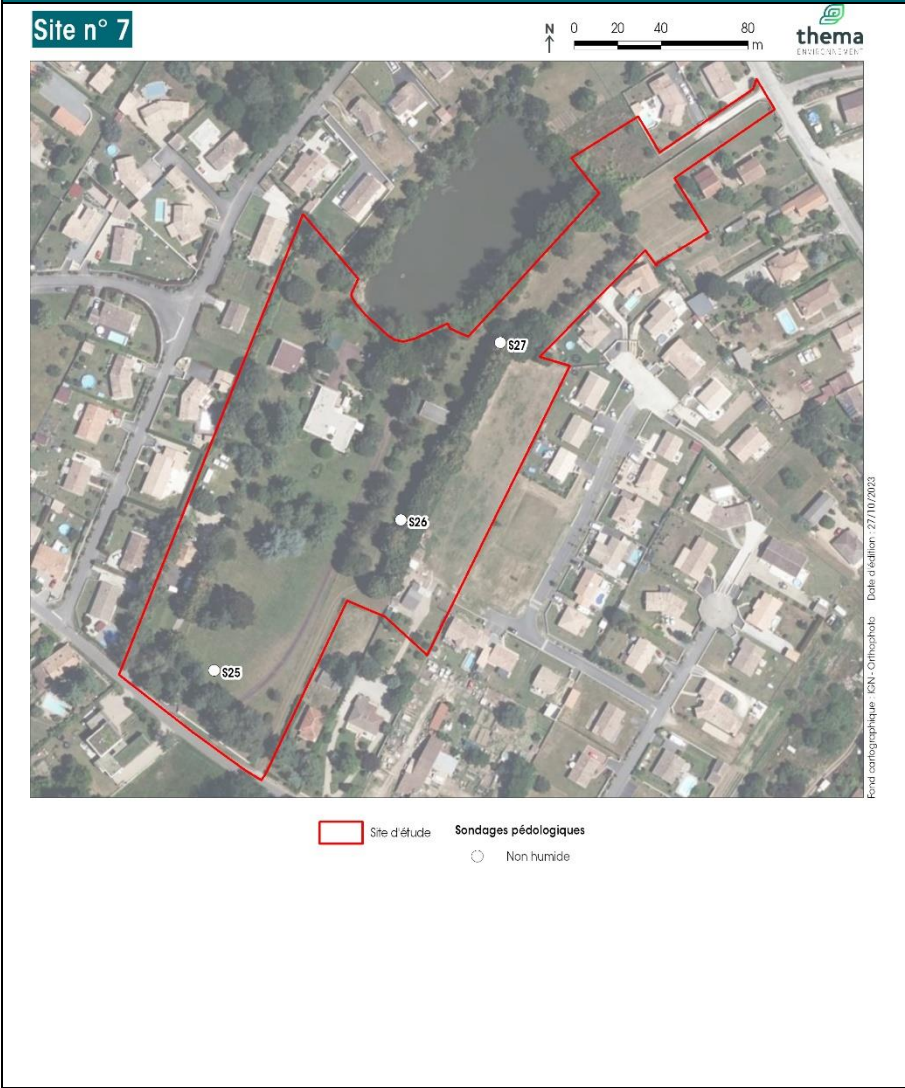 Site n° 7
N
0 20 40 80
m
thema
ENVIRONNEMENT
S27
S26
S25
Fond cartographique : IGN - Orthophoto Date d'édition : 27/10/2023
Site d'étude
Sondages pédologiques
Non humide